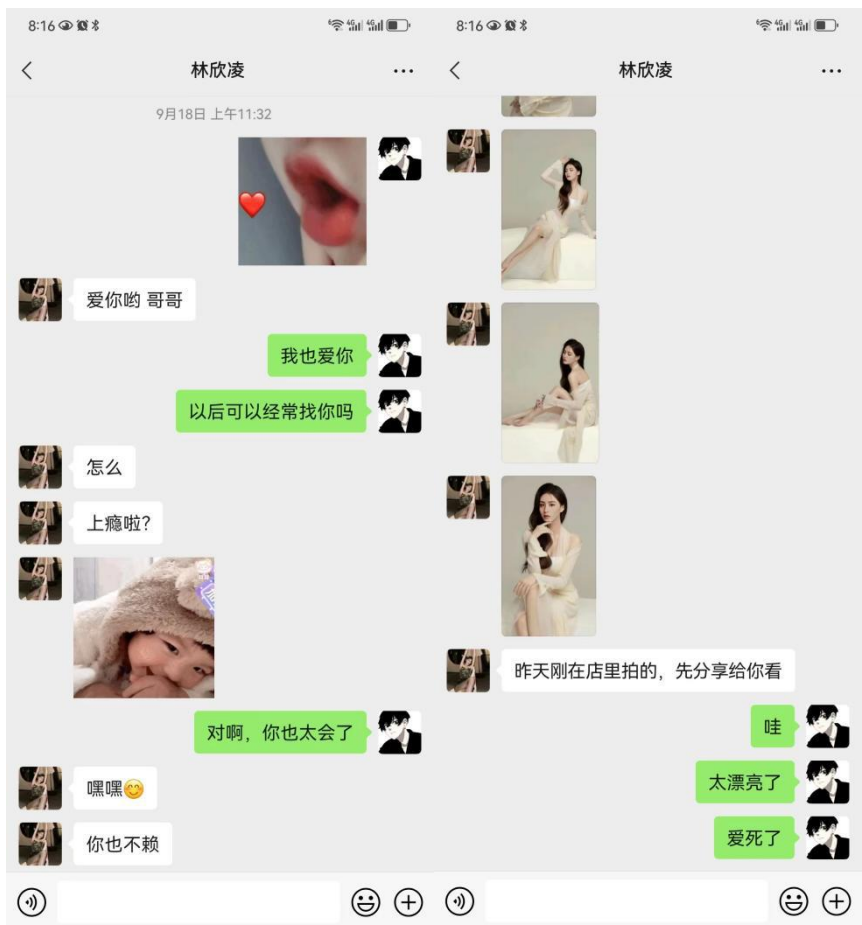 8:16
林欣凌
9月18日 上午11:32
爱你哟 哥哥
我也爱你
以后可以经常找你吗
怎么
上瘾啦?
对啊，你也太会了
嘿嘿😊
你也不赖
8:16
林欣凌
昨天刚在店里拍的，先分享给你看
哇
太漂亮了
爱死了